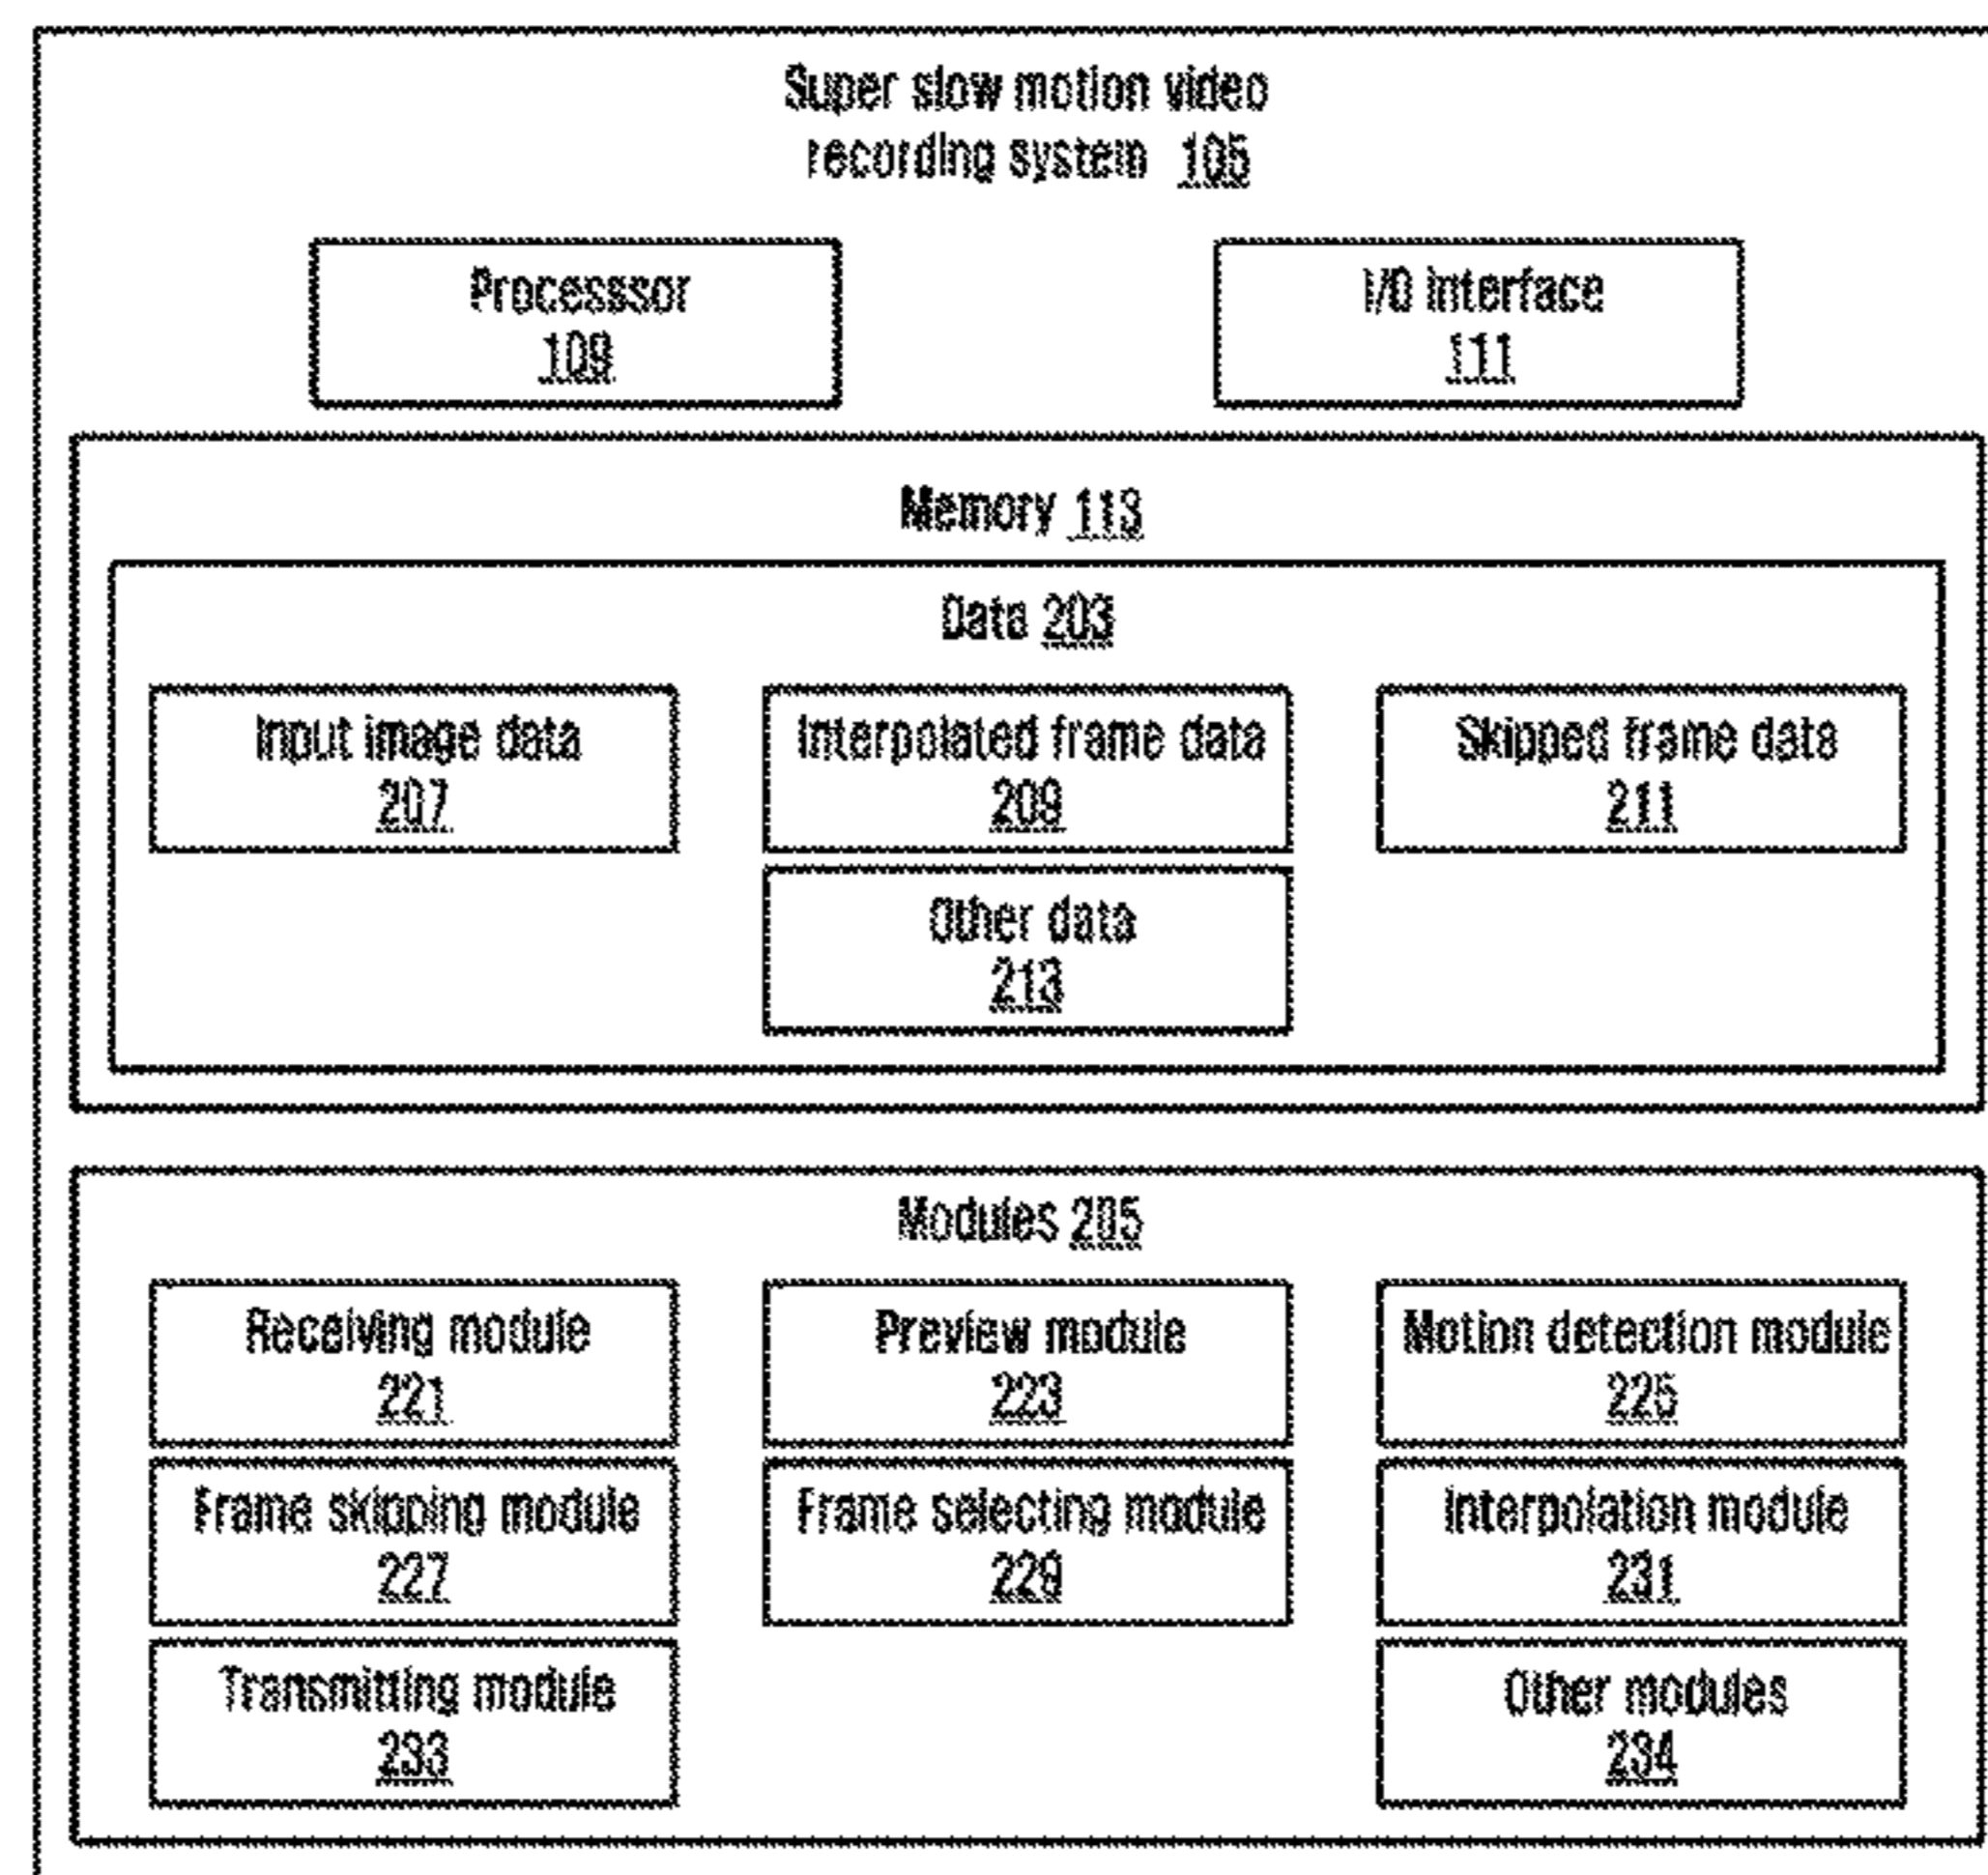 Super slow motion video
recording system 105
Processsor
109
I/O interface
111
Memory 113
Data 203
Input image data
207
Interpolated frame data
209
Skipped frame data
211
Other data
213
Modules 205
Receiving module
221
Preview module
223
Motion detection module
225
Frame skipping module
227
Frame selecting module
229
Interpolation module
231
Transmitting module
233
Other modules
234